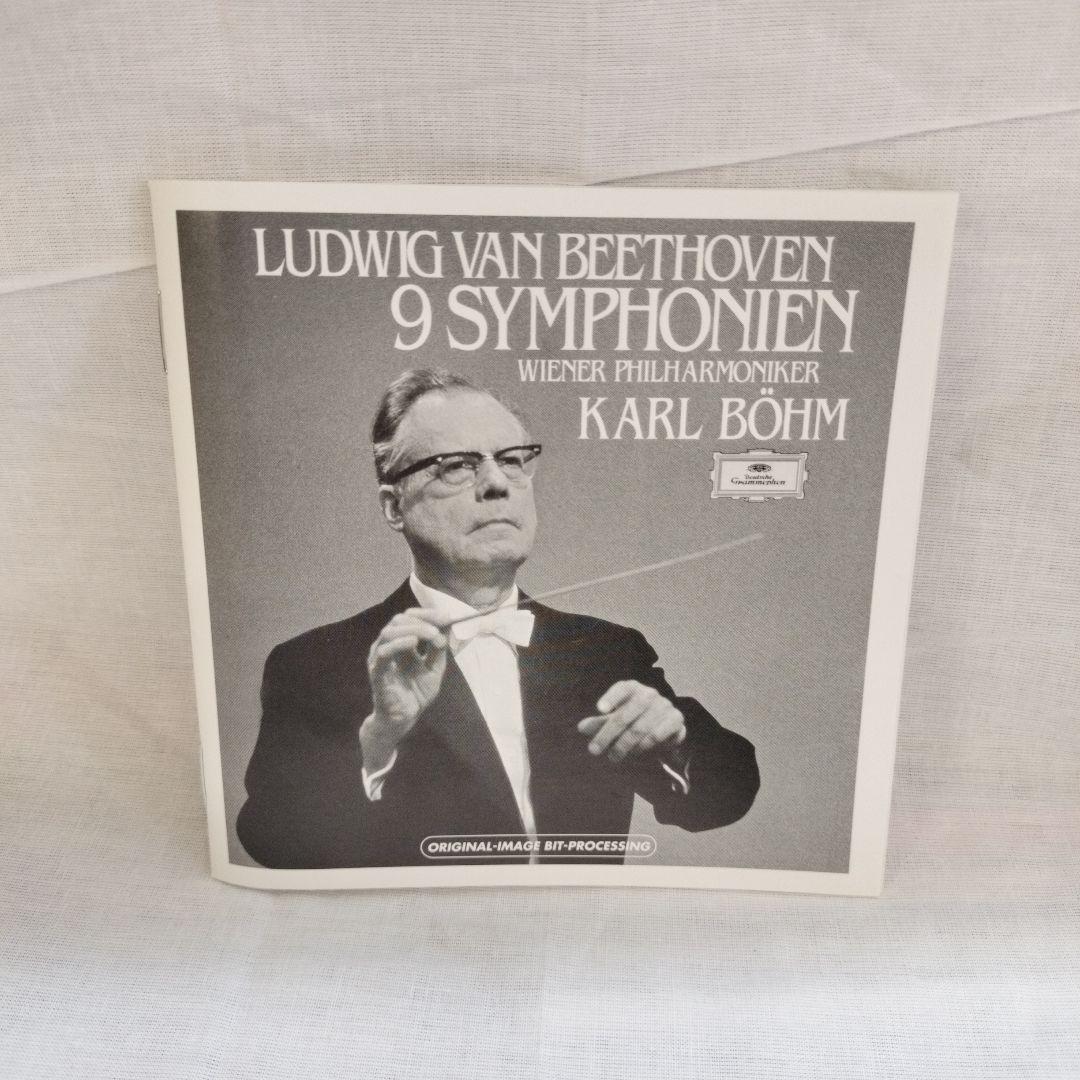 LUDWIG VAN BEETHOVEN
9 SYMPHONIEN
WIENER PHILHARMONIKER
KARL BÖHM
Deutsche
Grammophon
ORIGINAL-IMAGE BIT-PROCESSING